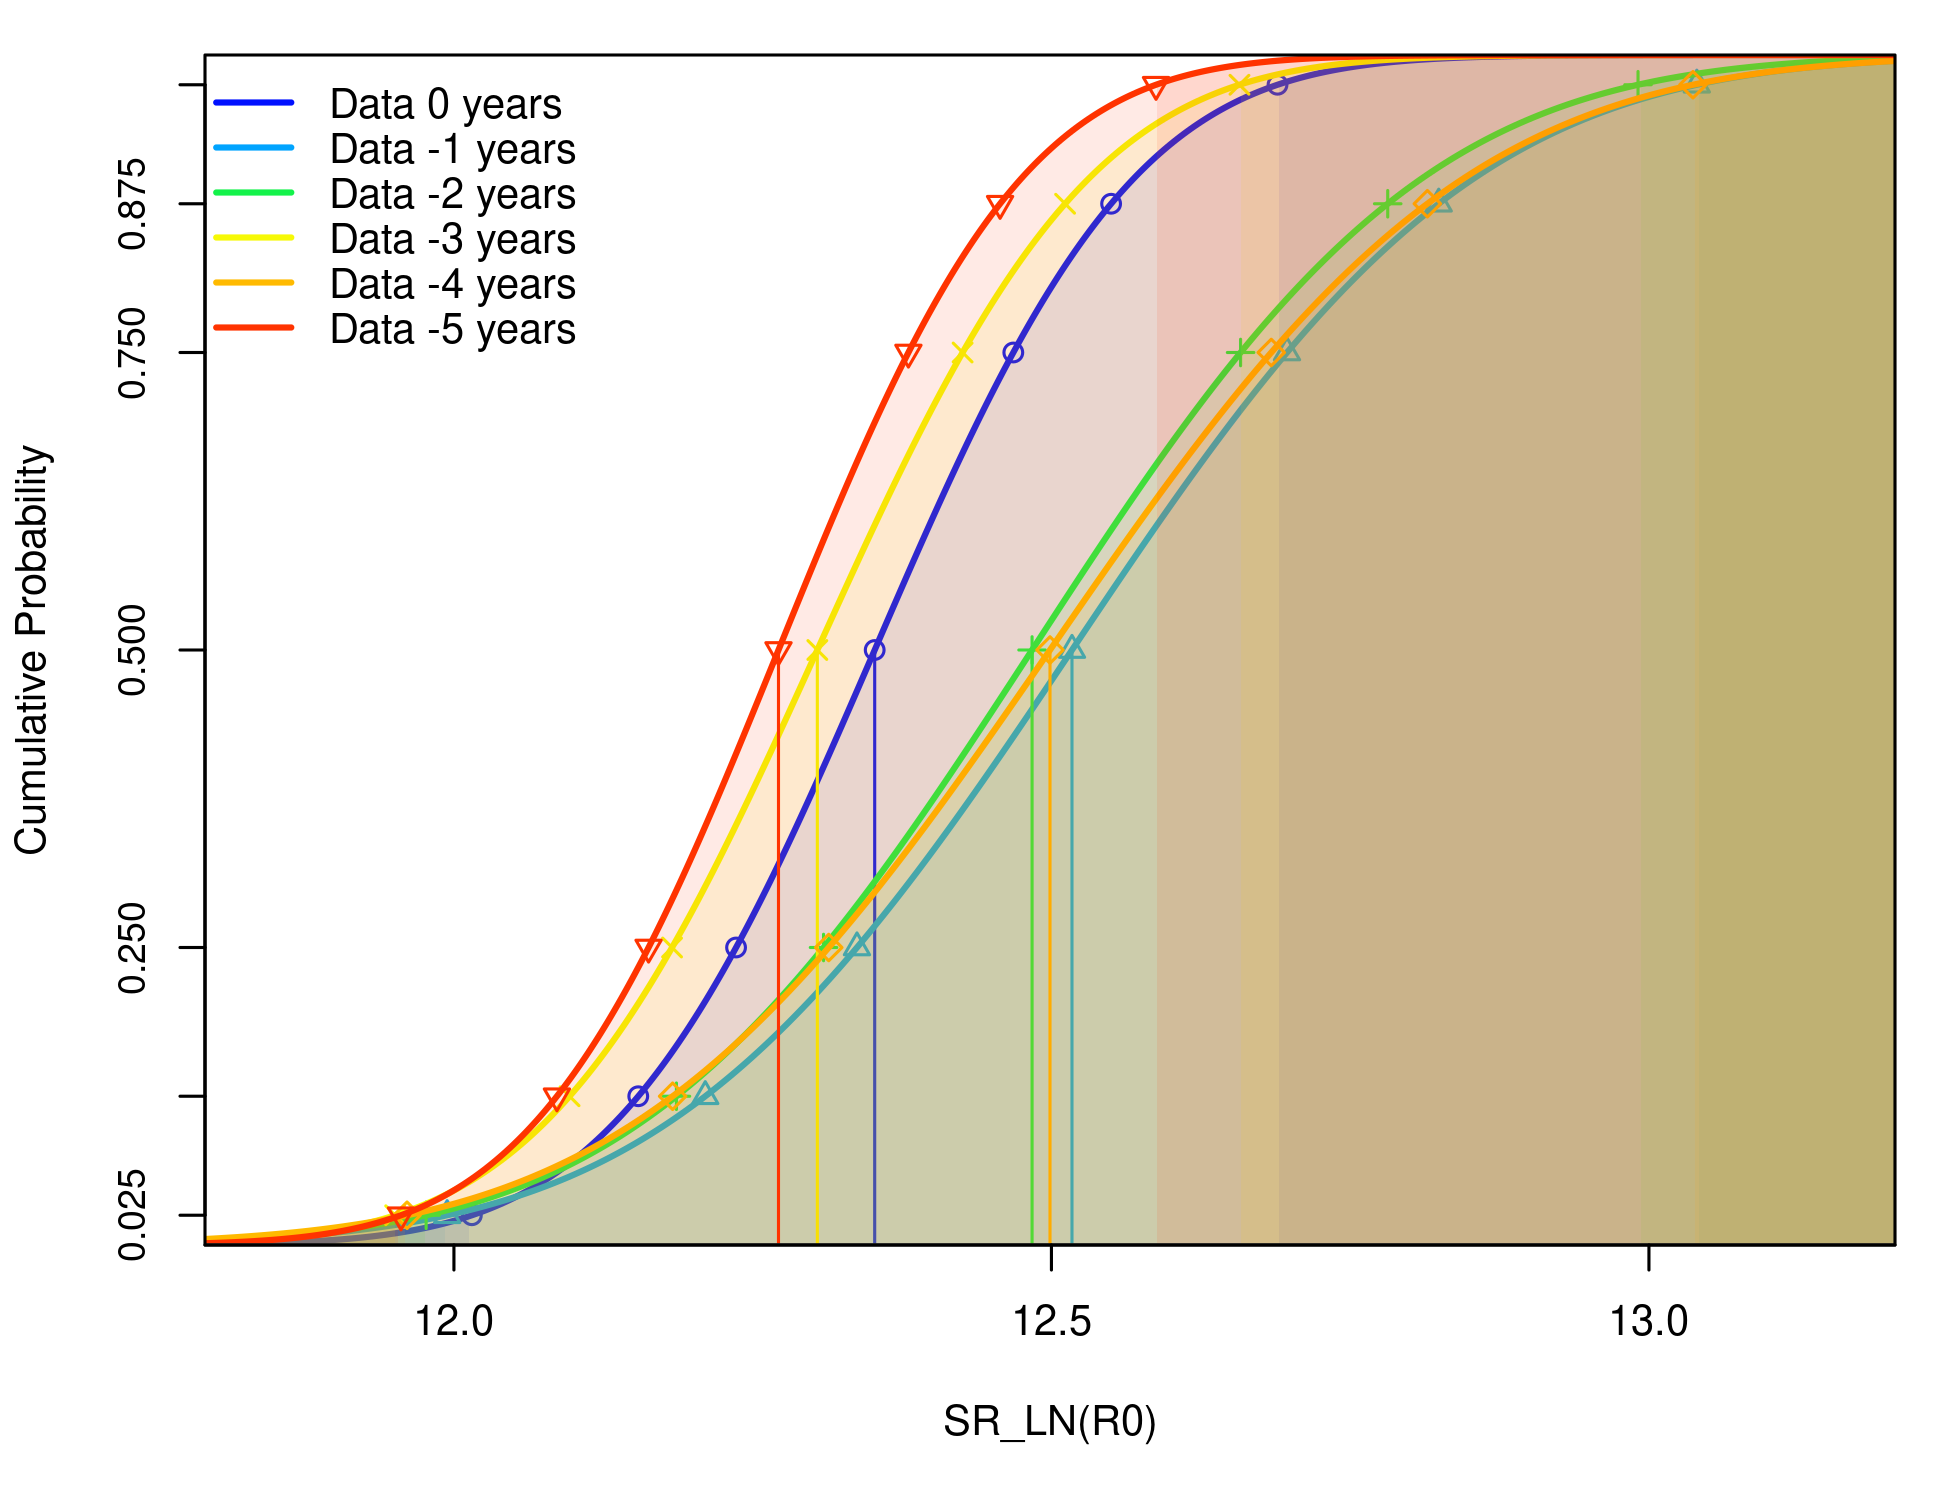 Data 0 years
Data -1 years
Data -2 years
Data -3 years
Data -4 years
Data -5 years
Cumulative Probability
0.875
0.750
0.500
0.250
0.025
12.0 12.5 13.0
SR_LN(R0)